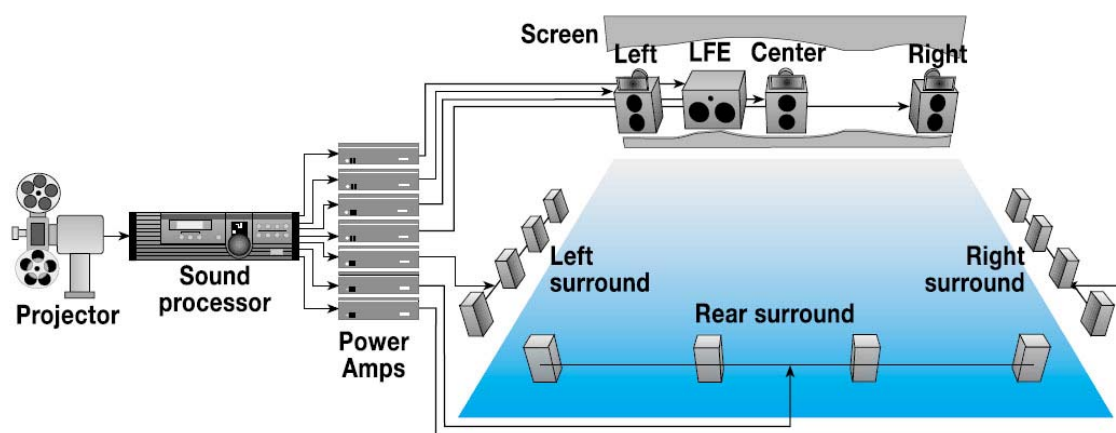 Screen
Left
LFE
Center
Right
Projector
Sound
processor
Power
Amps
Left
surround
Right
surround
Rear surround